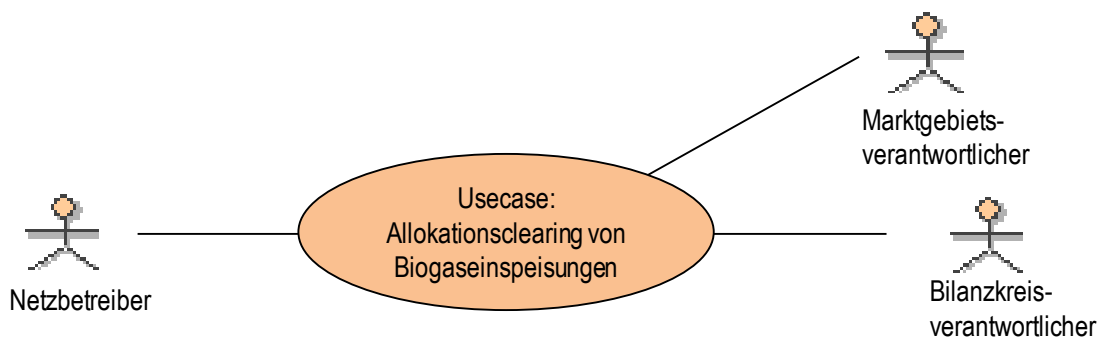 Marktgebiets-
verantwortlicher
Usecase:
Allokationsclearing von
Biogaseinspeisungen
Netzbetreiber
Bilanzkreis-
verantwortlicher